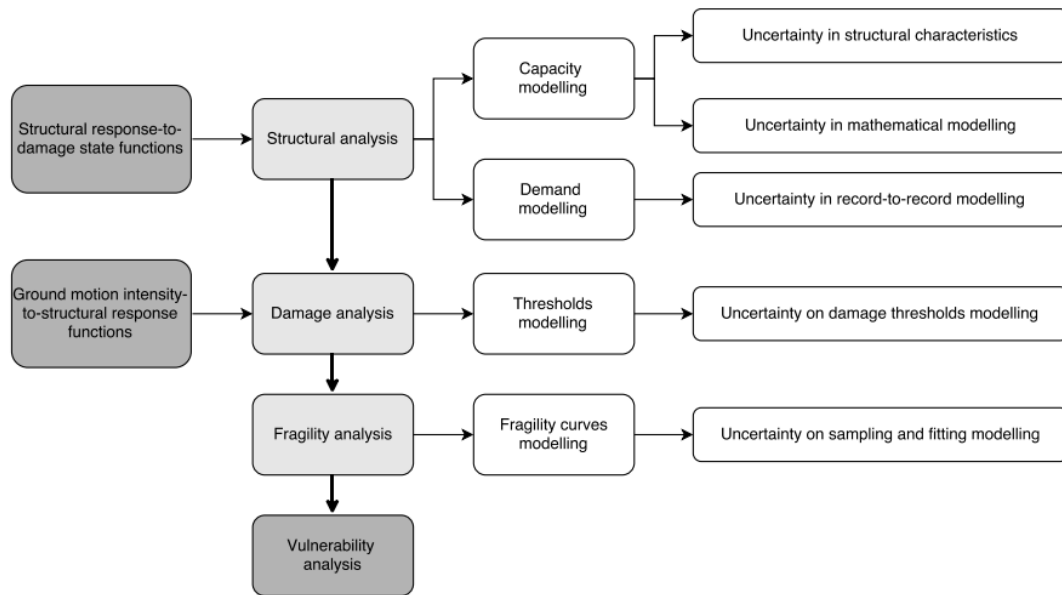 Uncertainty in structural characteristics
Capacity
modelling
Structural response-to-
damage state functions
Structural analysis
Uncertainty in mathematical modelling
Demand
modelling
Uncertainty in record-to-record modelling
Ground motion intensity-
to-structural response
functions
Damage analysis
Thresholds
modelling
Uncertainty on damage thresholds modelling
Fragility analysis
Fragility curves
modelling
Uncertainty on sampling and fitting modelling
Vulnerability
analysis